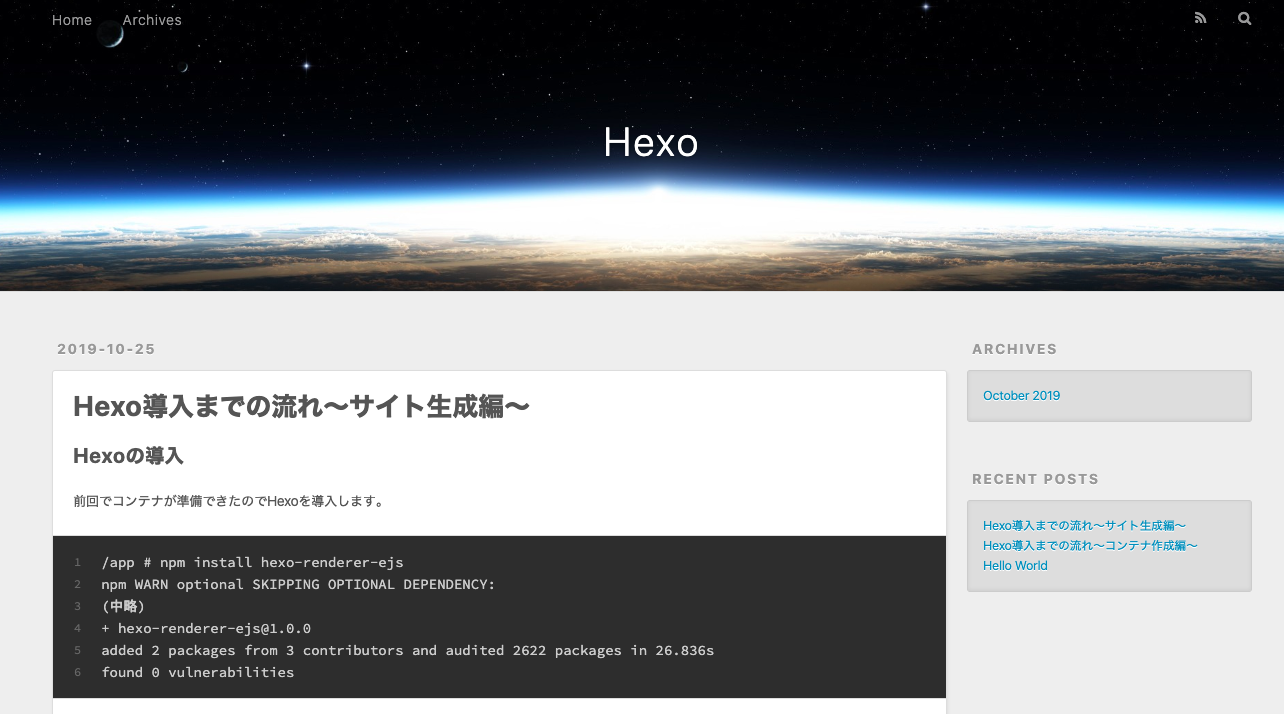 Home Archives
Hexo
2019-10-25
Hexo導入までの流れ〜サイト生成編〜
Hexoの導入
前回でコンテナが準備できたのでHexoを導入します。
1 /app # npm install hexo-renderer-ejs
2 npm WARN optional SKIPPING OPTIONAL DEPENDENCY:
3 (中略)
4 + hexo-renderer-ejs@1.0.0
5 added 2 packages from 3 contributors and audited 2622 packages in 26.836s
6 found 0 vulnerabilities
ARCHIVES
October 2019
RECENT POSTS
Hexo導入までの流れ〜サイト生成編〜
Hexo導入までの流れ〜コンテナ作成編〜
Hello World